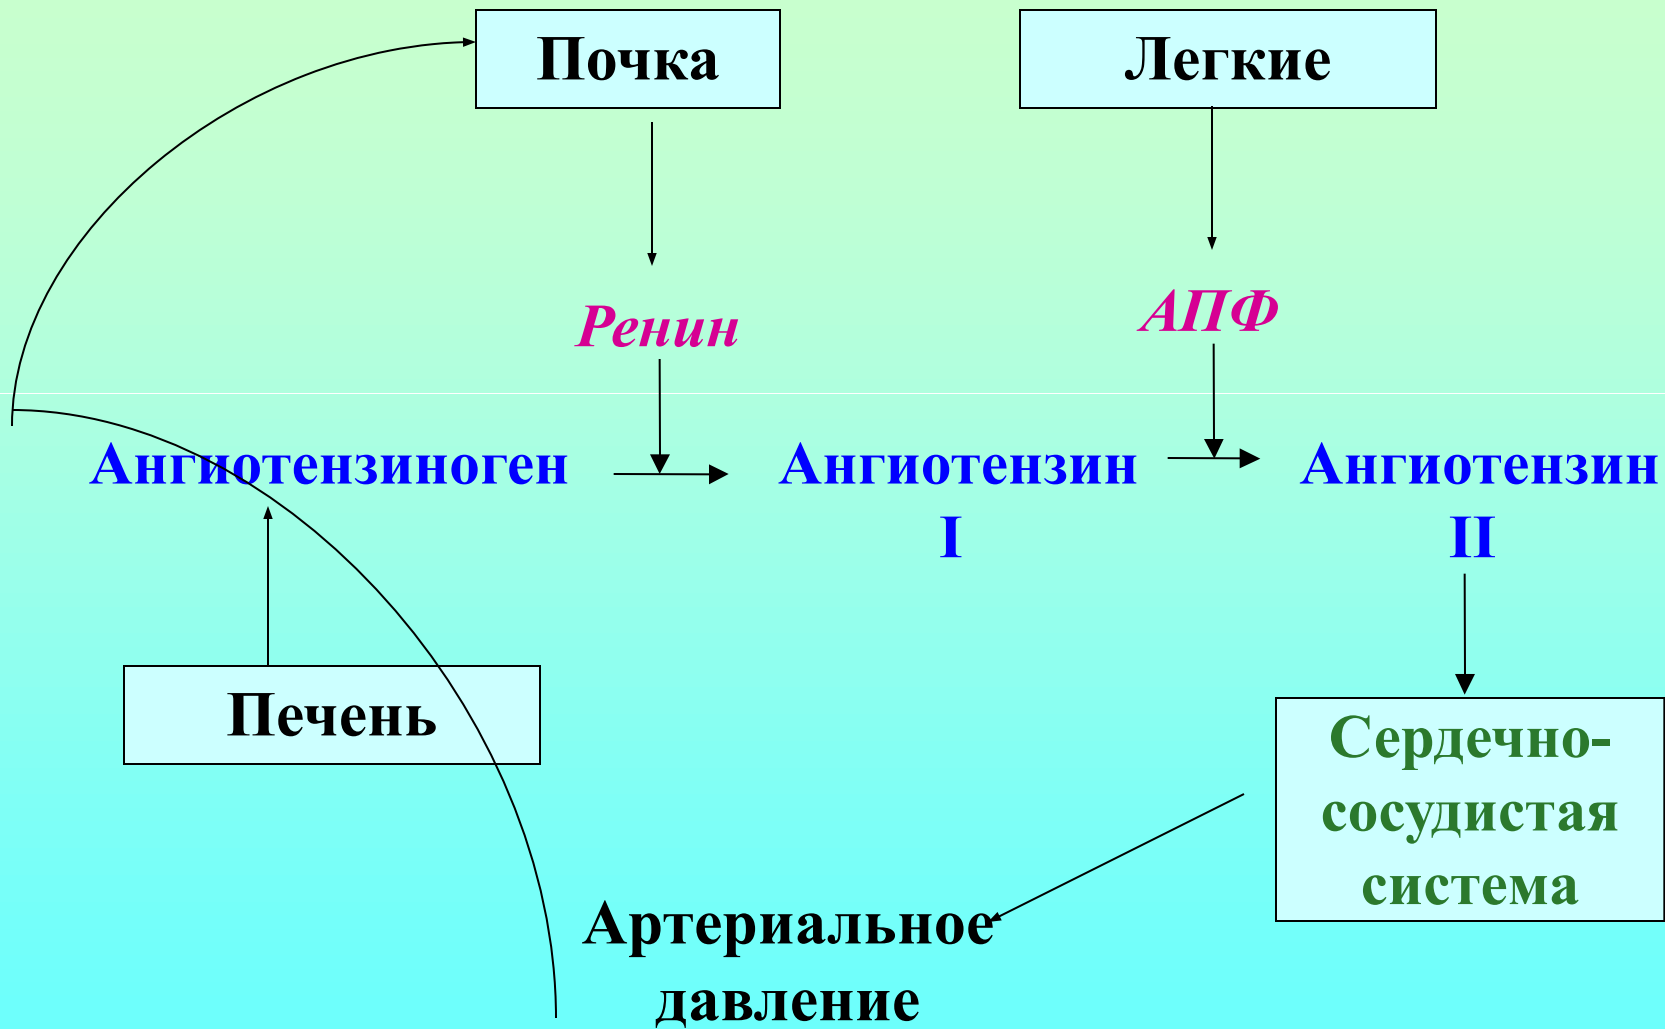 Почка
Легкие
Ренин
АПФ
Ангиотензиноген
Ангиотензин
I
Ангиотензин
II
Печень
Сердечно-
сосудистая
система
Артериальное
давление